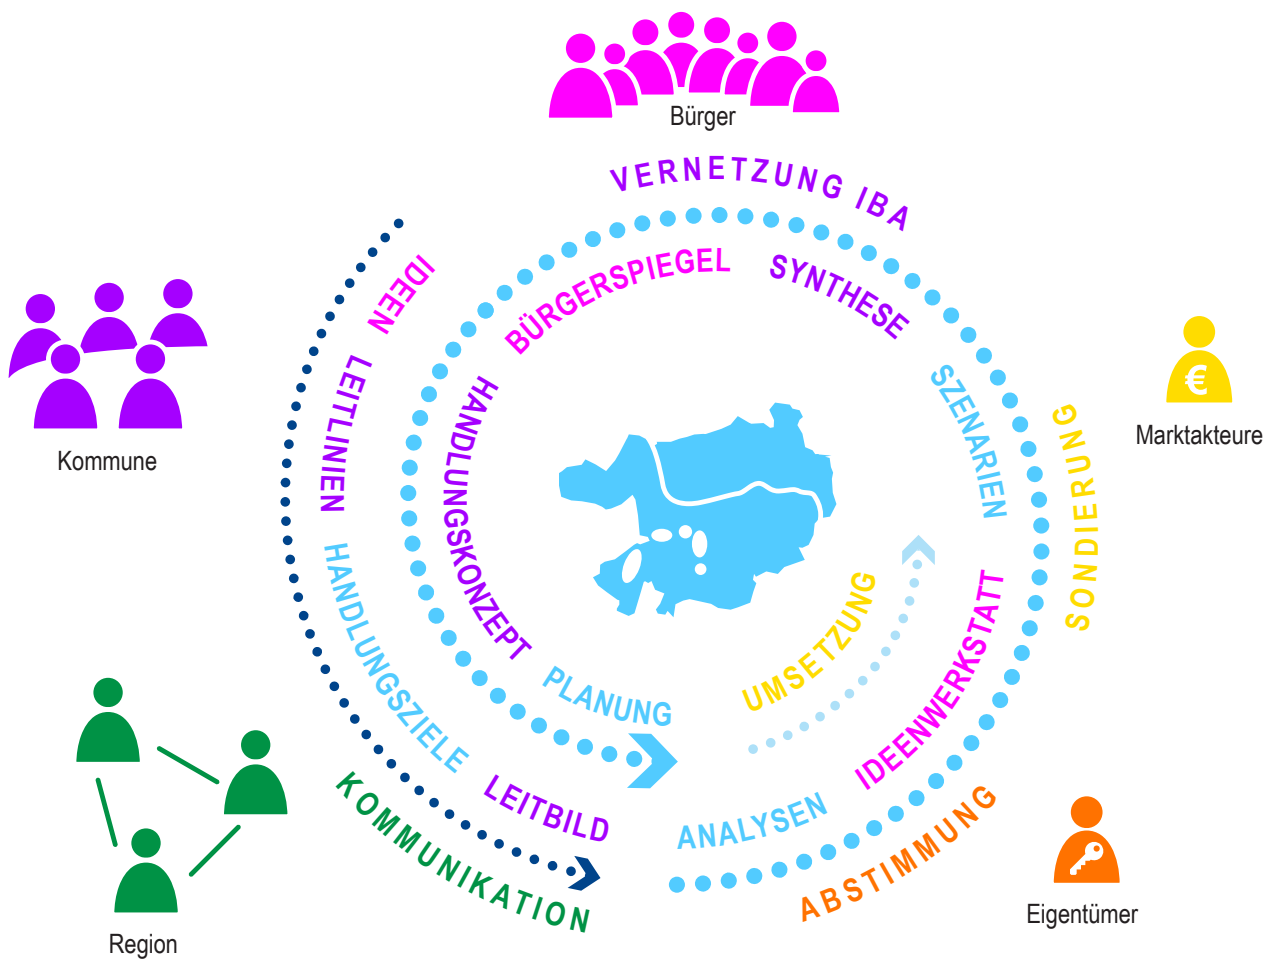 Bürger
VERNETZUNG IBA
IDEEN
BÜRGERSPIEGEL
SYNTHESE
LEITLINIEN
HANDLUNGSKONZEPT
SZENARIEN
SONDIERUNG
€
Marktakteure
Kommune
HANDLUNGSZIELE
PLANUNG
UMSETZUNG
IDEENWERKSTATT
LEITBILD
ANALYSEN
KOMMUNIKATION
ABSTIMMUNG
Eigentümer
Region